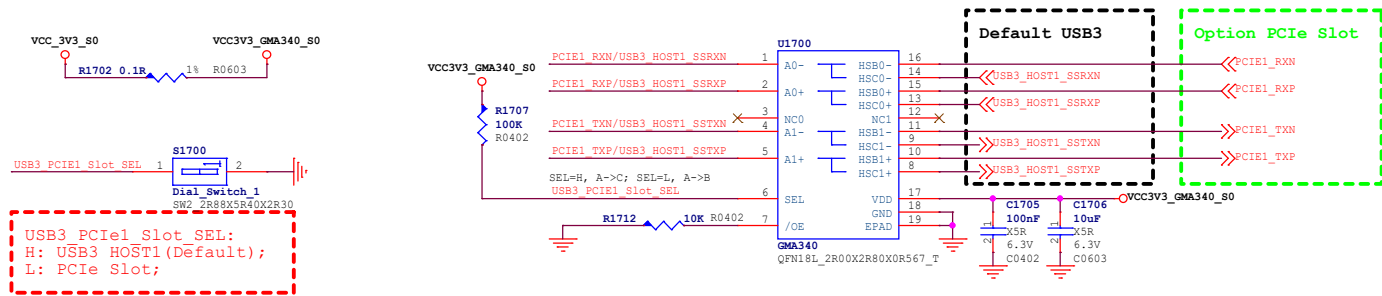 VCC_3V3_S0
VCC3V3_GMA340_S0
R1702 0.1R
1%
R0603
USB3_PCIE1_Slot_SEL
1
S1700
2
Dial_Switch_1
SW2_2R88X5R40X2R30
USB3_PCIe1_Slot_SEL:
H: USB3 HOST1(Default);
L: PCIe Slot;
VCC3V3_GMA340_S0
R1707
100K
R0402
PCIE1_RXN/USB3_HOST1_SSRXN
PCIE1_RXP/USB3_HOST1_SSRXP
PCIE1_TXN/USB3_HOST1_SSTXN
PCIE1_TXP/USB3_HOST1_SSTXP
SEL=H, A->C; SEL=L, A->B
USB3_PCIE1_Slot_SEL
R1712
10K
R0402
U1700
1 A0- HSB0- 16
HSC0- 14
2 A0+ HSB0+ 15
HSC0+ 13
3 NC0 NC1 12
4 A1- HSB1- 11
HSC1- 9
5 A1+ HSB1+ 10
HSC1+ 8
6 SEL VDD 17
GND 18
7 /OE EPAD 19
GMA340
QFN18L_2R00X2R80X0R567_T
Default USB3
USB3_HOST1_SSRXN
USB3_HOST1_SSRXP
USB3_HOST1_SSTXN
USB3_HOST1_SSTXP
Option PCIe Slot
PCIE1_RXN
PCIE1_RXP
PCIE1_TXN
PCIE1_TXP
VCC3V3_GMA340_S0
C1705
100nF
X5R
6.3V
C0402
1
2
C1706
10uF
X5R
6.3V
C0603
1
2